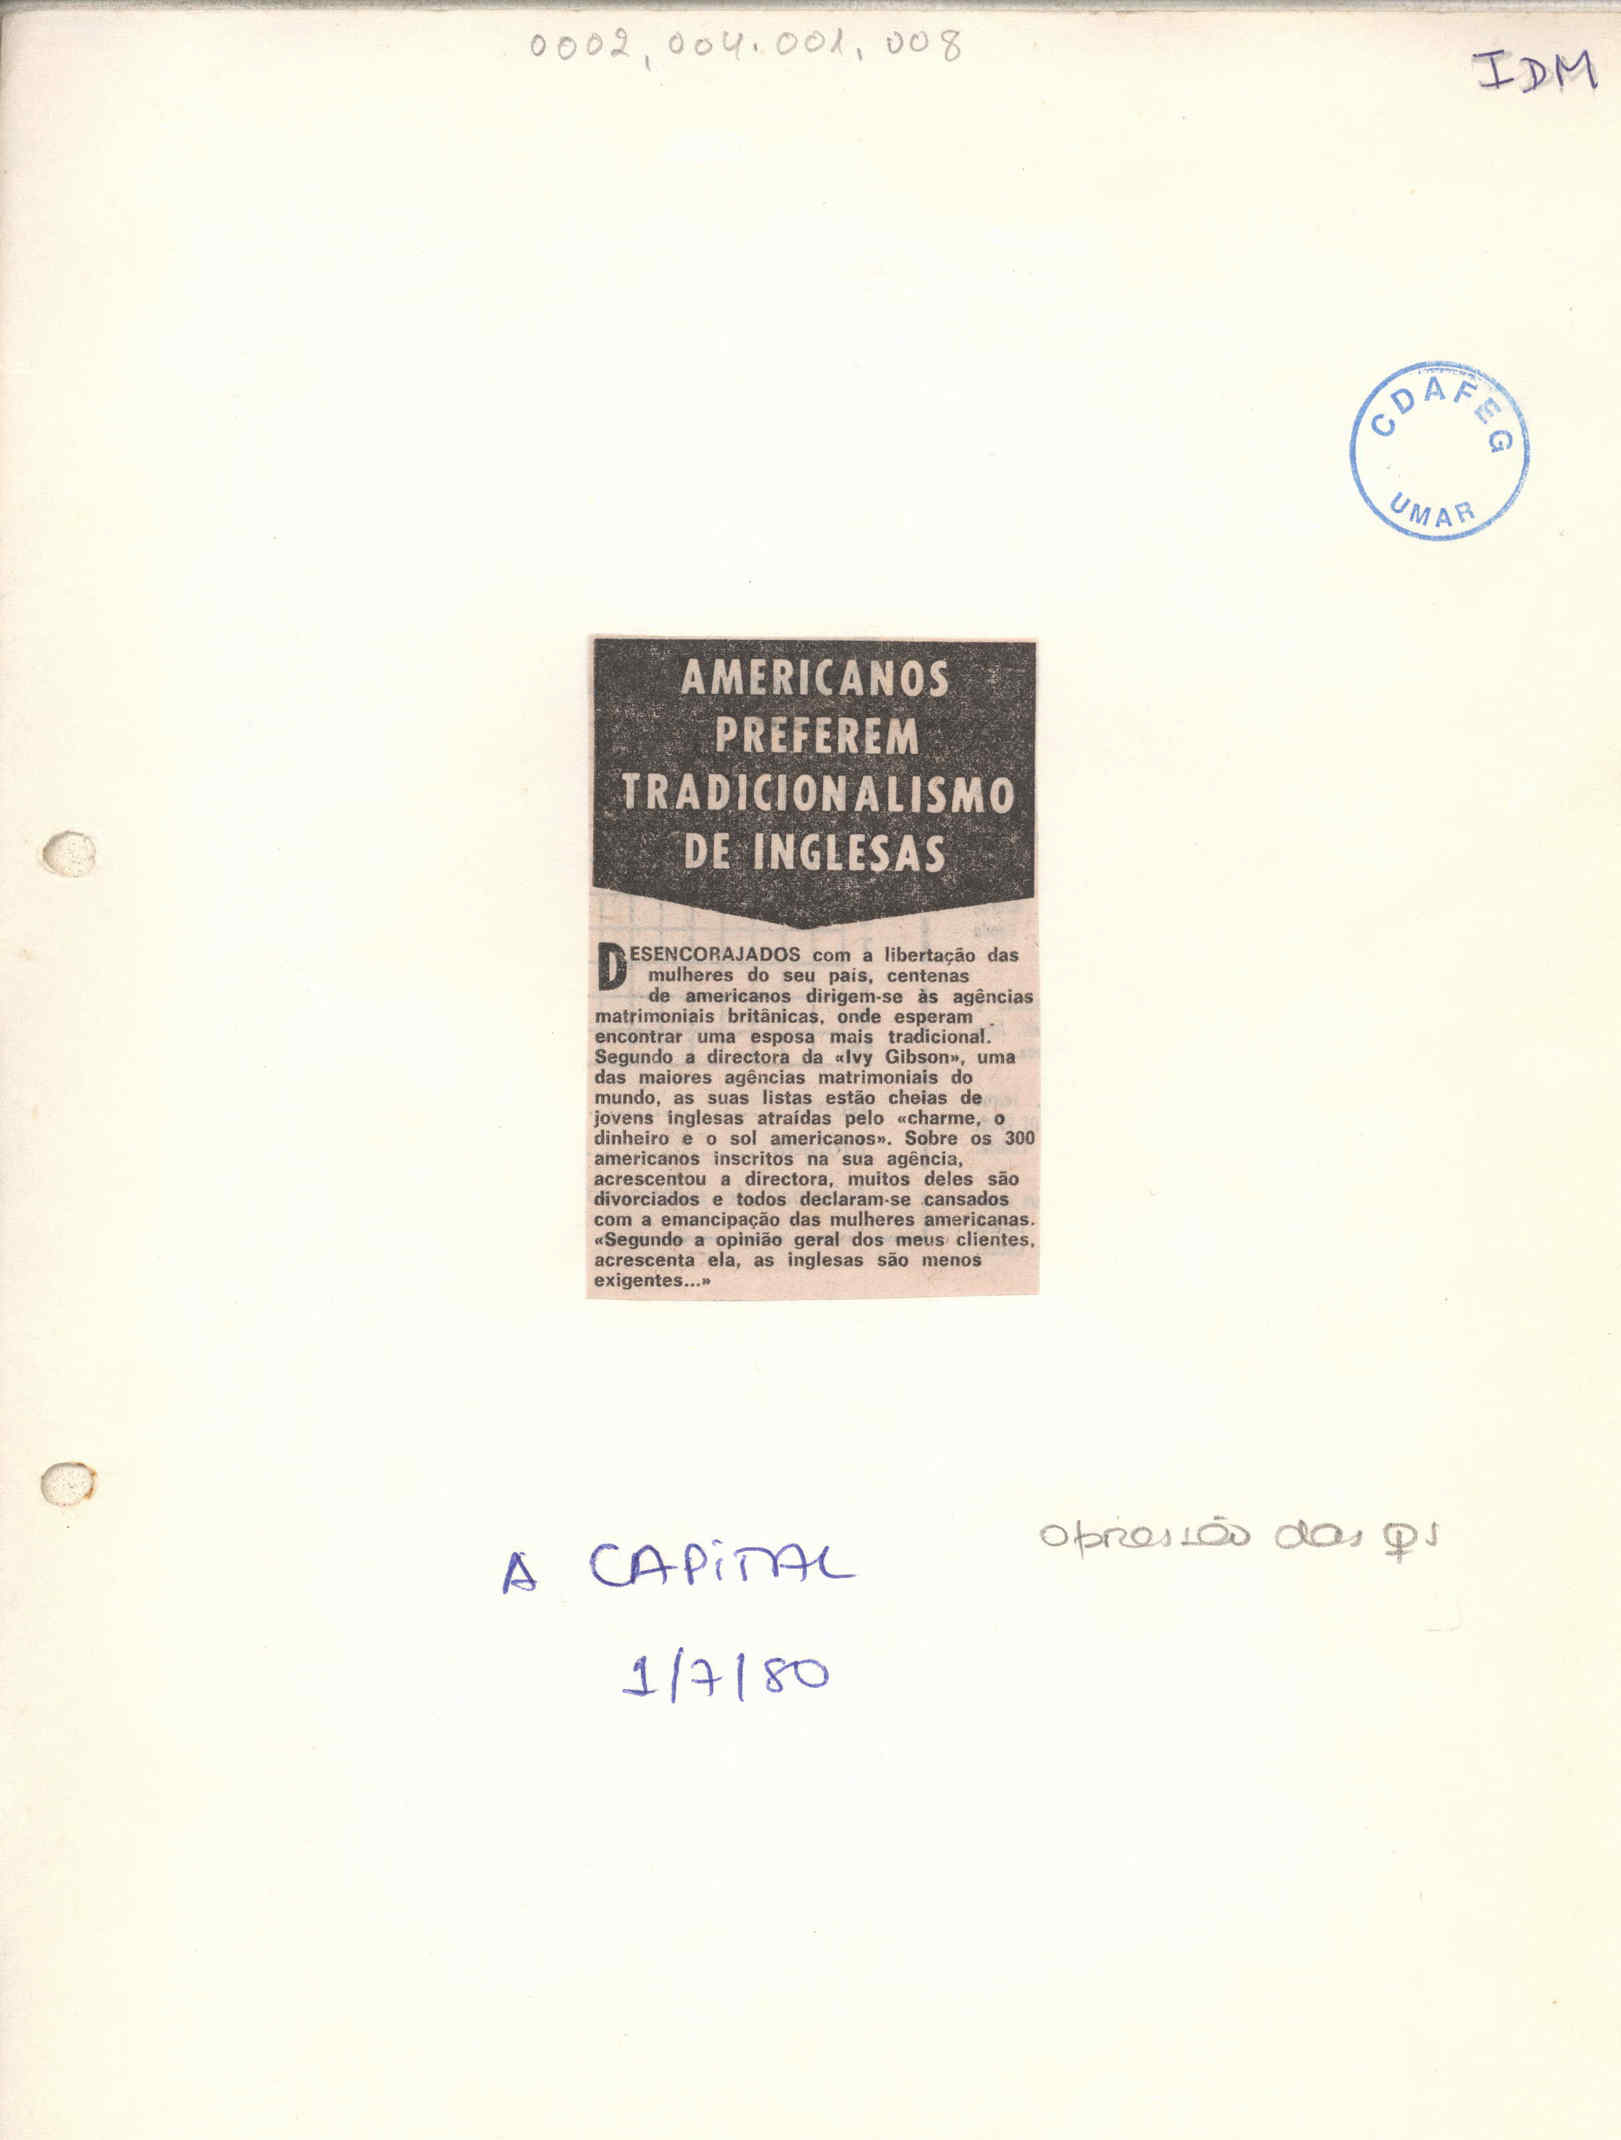 0002,004.001,008
IDM
CDAFEG
UMAR
AMERICANOS
PREFEREM
TRADICIONALISMO
DE INGLESAS
DESENCORAJADOS com a libertação das
mulheres do seu país, centenas
de americanos dirigem-se às agências
matrimoniais britânicas, onde esperam
encontrar uma esposa mais tradicional.
Segundo a directora da «Ivy Gibson», uma
das maiores agências matrimoniais do
mundo, as suas listas estão cheias de
jovens inglesas atraídas pelo «charme, o
dinheiro e o sol americanos». Sobre os 300
americanos inscritos na sua agência,
acrescentou a directora, muitos deles são
divorciados e todos declaram-se cansados
com a emancipação das mulheres americanas.
«Segundo a opinião geral dos meus clientes,
acrescenta ela, as inglesas são menos
exigentes...»
opressão das ♀s
A CAPITAL
1/7/80